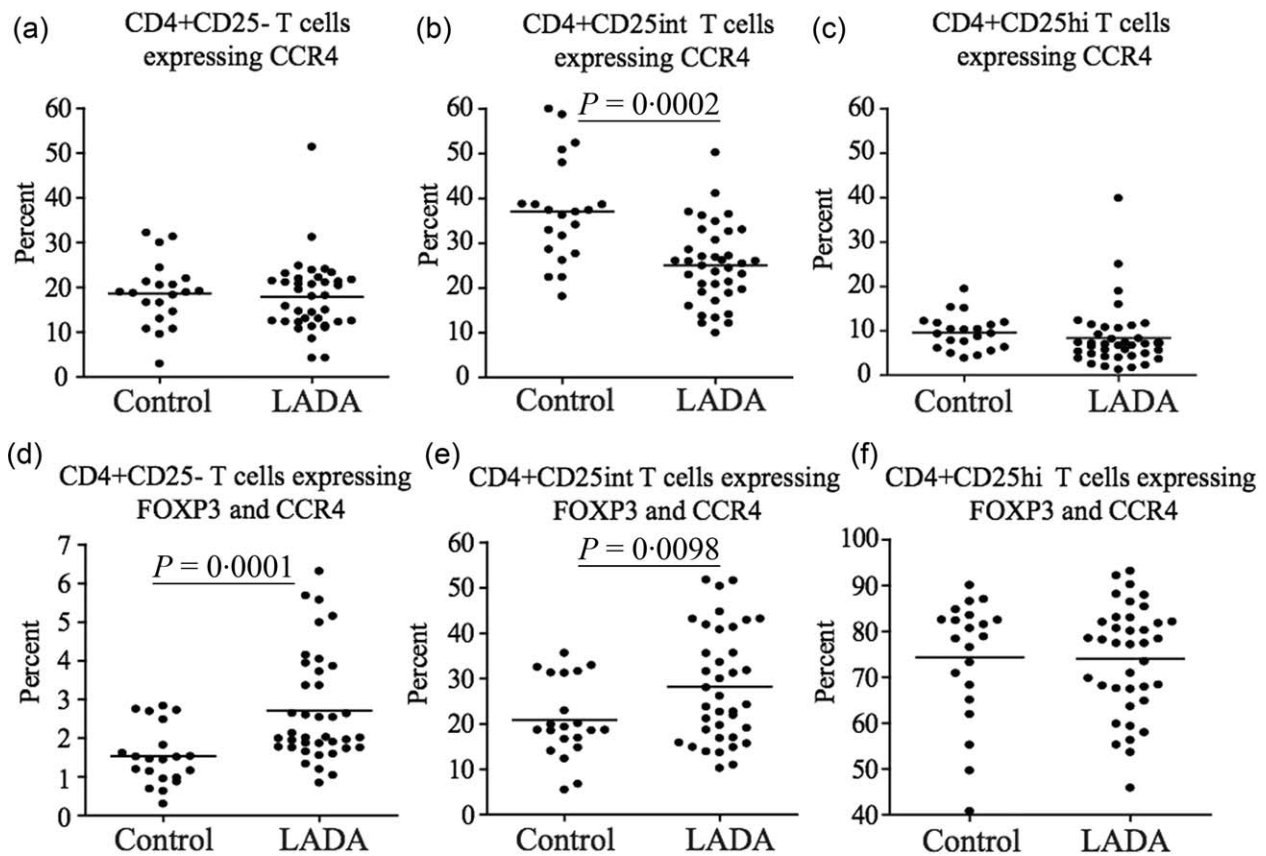 (a)
CD4+CD25- T cells
expressing CCR4
Percent
60
50
40
30
20
10
0
Control LADA
(b)
CD4+CD25int T cells
expressing CCR4
P = 0·0002
Percent
60
50
40
30
20
10
0
Control LADA
(c)
CD4+CD25hi T cells
expressing CCR4
Percent
60
50
40
30
20
10
0
Control LADA
(d)
CD4+CD25- T cells expressing
FOXP3 and CCR4
P = 0·0001
Percent
7
6
5
4
3
2
1
0
Control LADA
(e)
CD4+CD25int T cells expressing
FOXP3 and CCR4
P = 0·0098
Percent
60
50
40
30
20
10
0
Control LADA
(f)
CD4+CD25hi T cells expressing
FOXP3 and CCR4
Percent
100
90
80
70
60
50
40
Control LADA